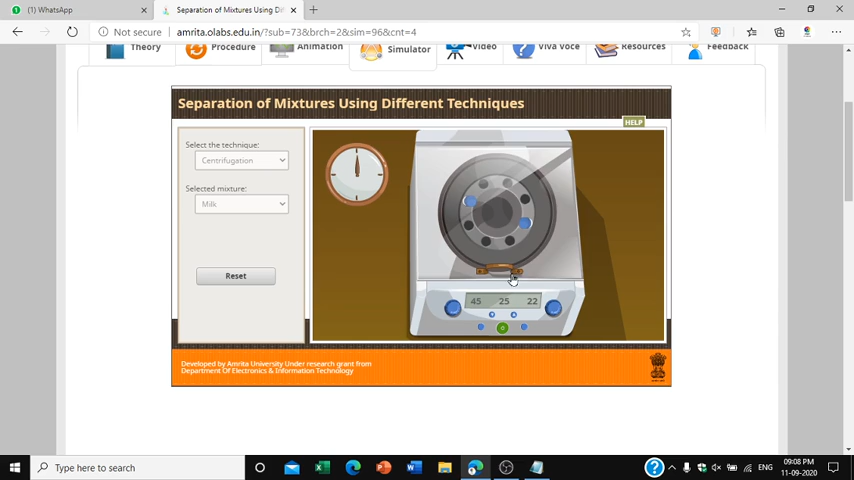 (1) WhatsApp
Separation of Mixtures Using Dif
Not secure | amrita.olabs.edu.in/?sub=73&brch=2&sim=96&cnt=4
Theory Procedure Animation Simulator Video Viva Voce Resources Feedback
Separation of Mixtures Using Different Techniques
HELP
Select the technique:
Centrifugation
Selected mixture:
Milk
Reset
45 25 22
Developed by Amrita University Under research grant from
Department Of Electronics & Information Technology
Type here to search
ENG
09:08 PM
11-09-2020